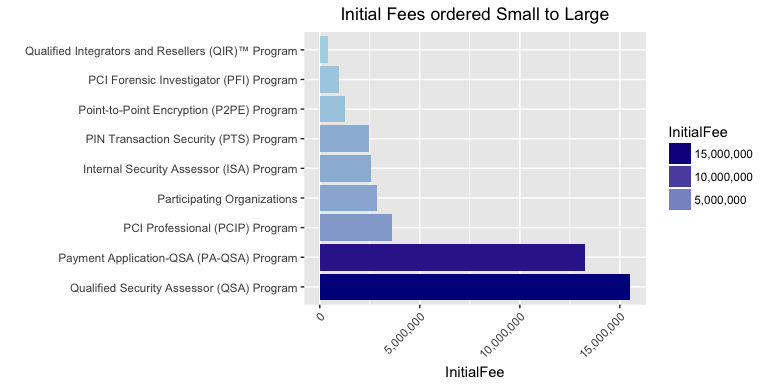 Initial Fees ordered Small to Large
Qualified Integrators and Resellers (QIR)™ Program
PCI Forensic Investigator (PFI) Program
Point-to-Point Encryption (P2PE) Program
PIN Transaction Security (PTS) Program
Internal Security Assessor (ISA) Program
Participating Organizations
PCI Professional (PCIP) Program
Payment Application-QSA (PA-QSA) Program
Qualified Security Assessor (QSA) Program
0
5,000,000
10,000,000
15,000,000
InitialFee
InitialFee
15,000,000
10,000,000
5,000,000